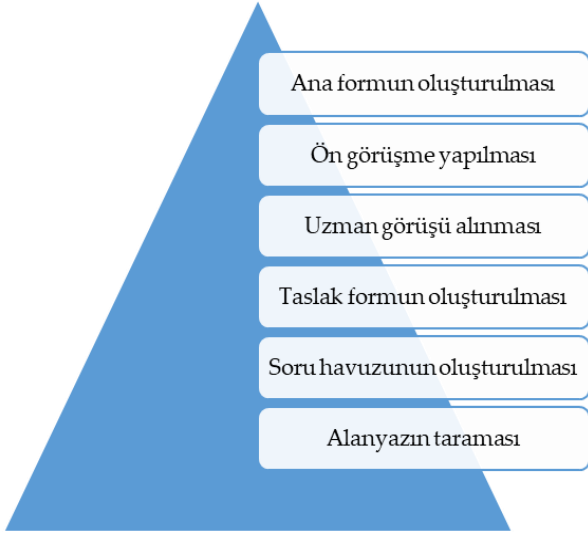 Ana formun oluşturulması
Ön görüşme yapılması
Uzman görüşü alınması
Taslak formun oluşturulması
Soru havuzunun oluşturulması
Alanyazın taraması